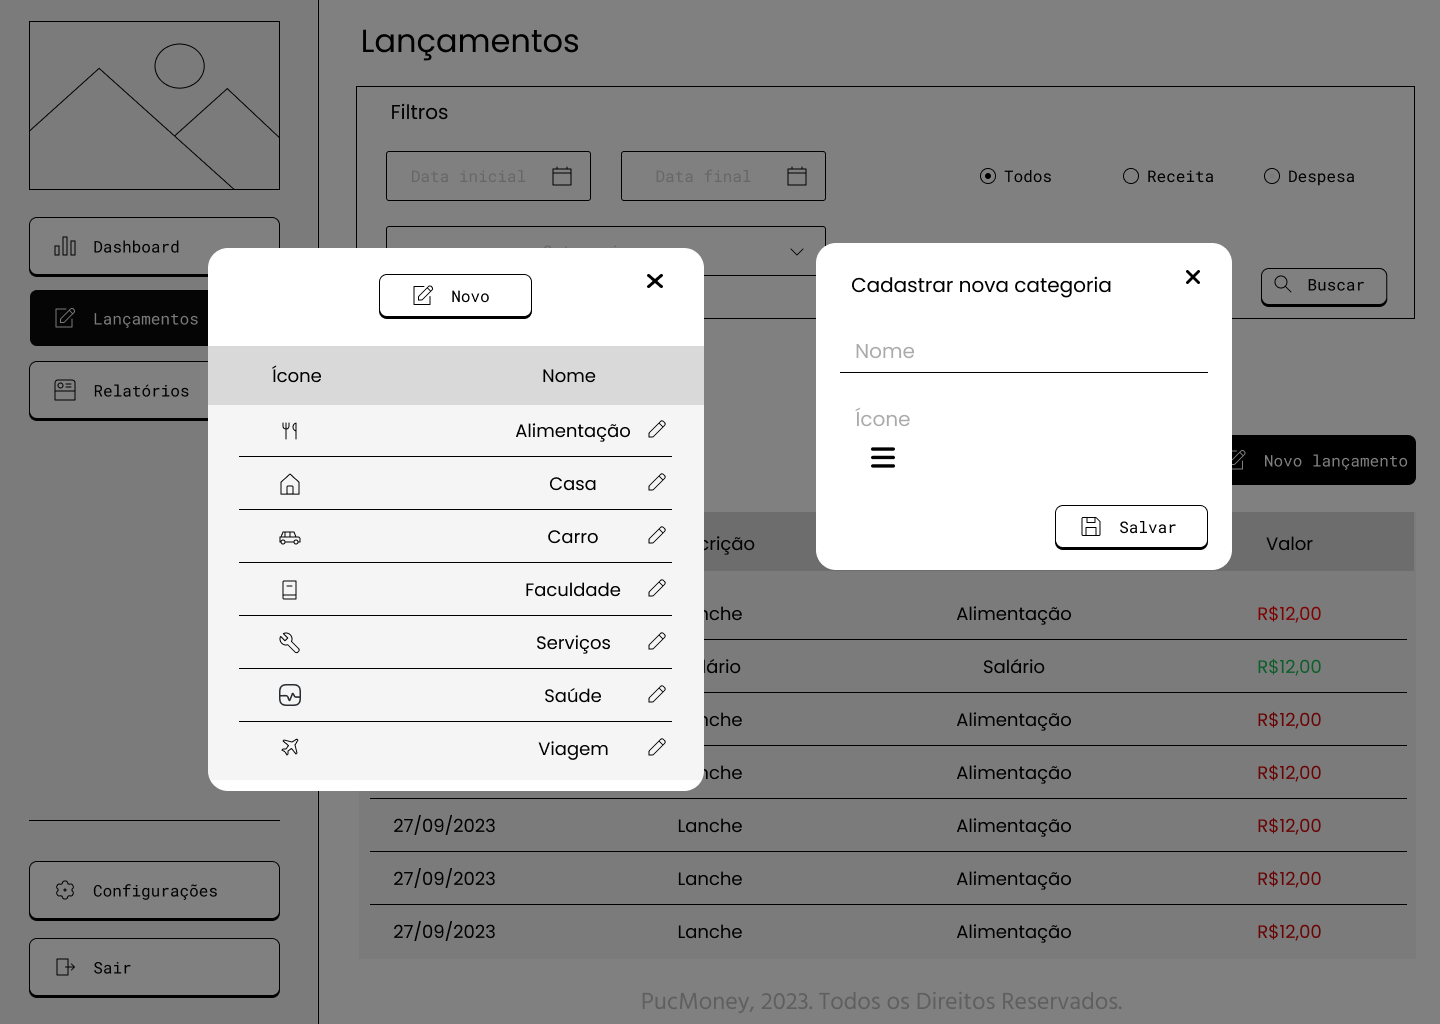 Lançamentos
Filtros
Data inicial
Data final
Todos
Receita
Despesa
Buscar
Dashboard
Lançamentos
Relatórios
Configurações
Sair
Novo
Ícone
Nome
Alimentação
Casa
Carro
Faculdade
Serviços
Saúde
Viagem
Cadastrar nova categoria
Nome
Ícone
Salvar
Novo lançamento
crição
Valor
nche
Alimentação
R$12,00
lário
Salário
R$12,00
nche
Alimentação
R$12,00
nche
Alimentação
R$12,00
27/09/2023
Lanche
Alimentação
R$12,00
27/09/2023
Lanche
Alimentação
R$12,00
27/09/2023
Lanche
Alimentação
R$12,00
PucMoney, 2023. Todos os Direitos Reservados.